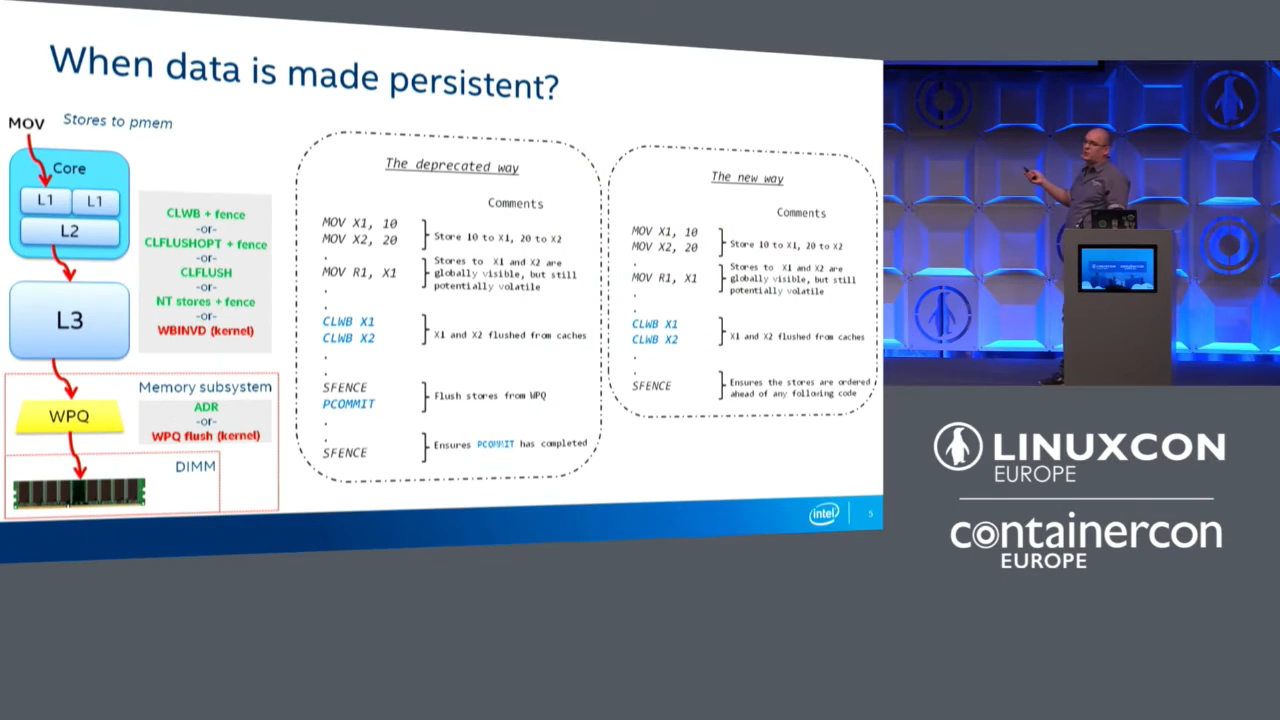 When data is made persistent?
MOV
Stores to pmem
Core
L1
L1
L2
L3
CLWB + fence
-or-
CLFLUSHOPT + fence
-or-
CLFLUSH
-or-
NT stores + fence
-or-
WBINVD (kernel)
Memory subsystem
WPQ
ADR
-or-
WPQ flush (kernel)
DIMM
The deprecated way
Comments
MOV X1, 10
MOV X2, 20
Store 10 to X1, 20 to X2
.
MOV R1, X1
.
Stores to X1 and X2 are
globally visible, but still
potentially volatile
.
CLWB X1
CLWB X2
X1 and X2 flushed from caches
.
.
SFENCE
PCOMMIT
Flush stores from WPQ
.
.
SFENCE
Ensures PCOMMIT has completed
The new way
Comments
MOV X1, 10
MOV X2, 20
Store 10 to X1, 20 to X2
.
MOV R1, X1
.
Stores to X1 and X2 are
globally visible, but still
potentially volatile
.
CLWB X1
CLWB X2
X1 and X2 flushed from caches
.
.
SFENCE
Ensures the stores are ordered
ahead of any following code
intel
5
LINUXCON
EUROPE
containercon
EUROPE